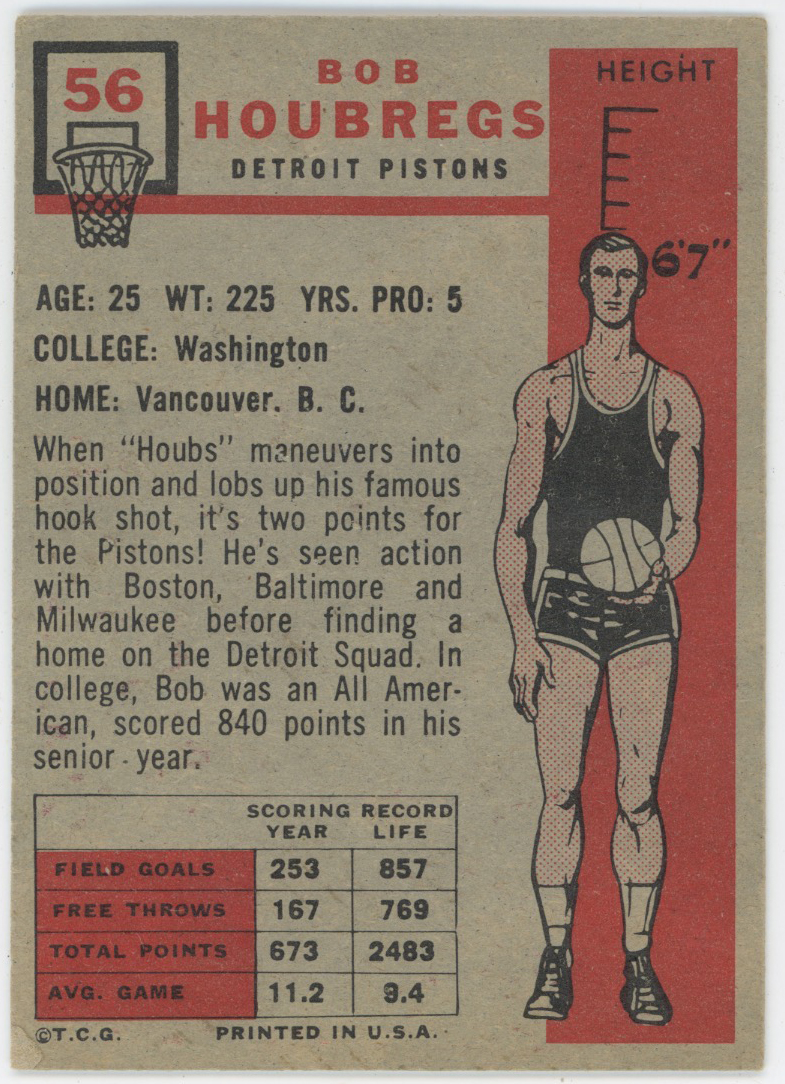 56
BOB
HOUBREGS
DETROIT PISTONS
HEIGHT
6'7"
AGE: 25 WT: 225 YRS. PRO: 5
COLLEGE: Washington
HOME: Vancouver. B. C.
When "Houbs" maneuvers into
position and lobs up his famous
hook shot, it's two points for
the Pistons! He's seen action
with Boston, Baltimore and
Milwaukee before finding a
home on the Detroit Squad. In
college, Bob was an All Amer-
ican, scored 840 points in his
senior year.
SCORING RECORD
YEAR LIFE
FIELD GOALS 253 857
FREE THROWS 167 769
TOTAL POINTS 673 2483
AVG. GAME 11.2 9.4
©T.C.G. PRINTED IN U.S.A.